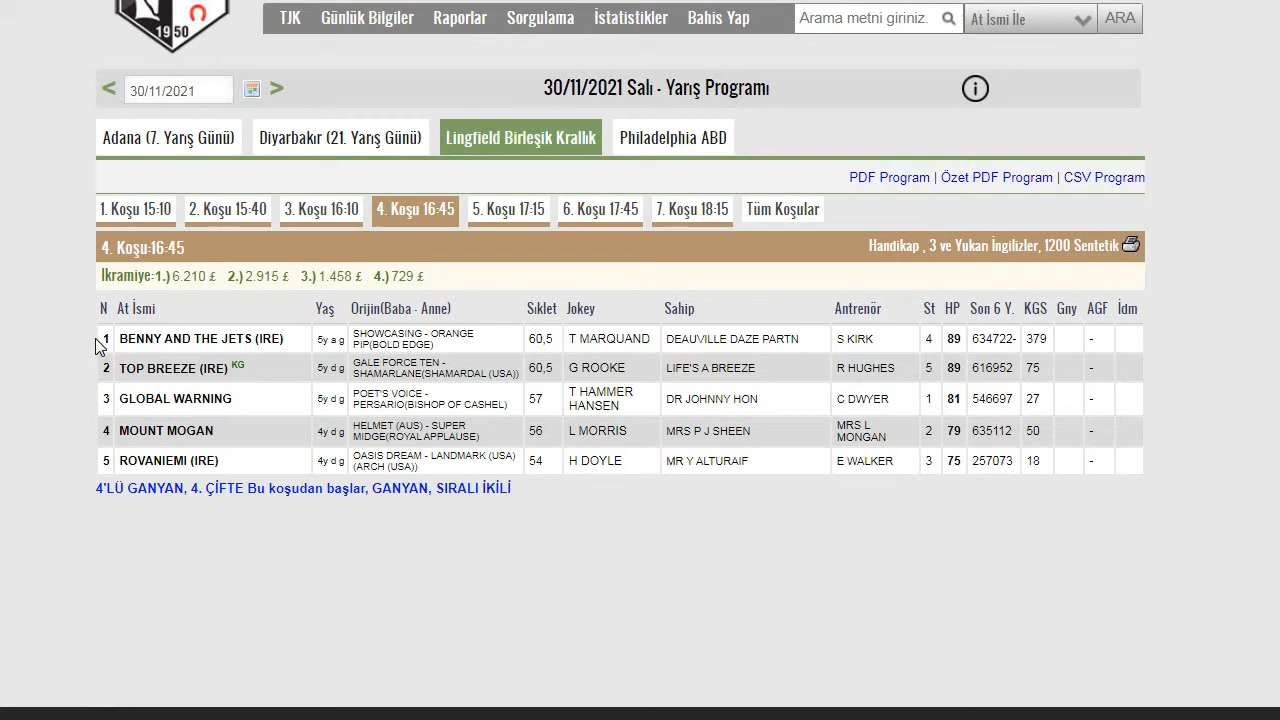 1950
TJK Günlük Bilgiler Raporlar Sorgulama İstatistikler Bahis Yap Arama metni giriniz. At İsmi İle ARA
< 30/11/2021 > 30/11/2021 Salı - Yarış Programı i
Adana (7. Yarış Günü) Diyarbakır (21. Yarış Günü) Lingfield Birleşik Krallık Philadelphia ABD
PDF Program | Özet PDF Program | CSV Program
1. Koşu 15:10 2. Koşu 15:40 3. Koşu 16:10 4. Koşu 16:45 5. Koşu 17:15 6. Koşu 17:45 7. Koşu 18:15 Tüm Koşular
4. Koşu:16:45 Handikap , 3 ve Yukarı İngilizler, 1200 Sentetik
İkramiye:1.) 6.210 £ 2.) 2.915 £ 3.) 1.458 £ 4.) 729 £
N At İsmi Yaş Orijin(Baba - Anne) Sıklet Jokey Sahip Antrenör St HP Son 6 Y. KGS Gny AGF İdm
1 BENNY AND THE JETS (IRE) 5y a g SHOWCASING - ORANGE PIP(BOLD EDGE) 60,5 T MARQUAND DEAUVILLE DAZE PARTN S KIRK 4 89 634722- 379 -
2 TOP BREEZE (IRE) KG 5y d g GALE FORCE TEN - SHAMARLANE(SHAMARDAL (USA)) 60,5 G ROOKE LIFE'S A BREEZE R HUGHES 5 89 616952 75 -
3 GLOBAL WARNING 5y d g POET'S VOICE - PERSARIO(BISHOP OF CASHEL) 57 T HAMMER HANSEN DR JOHNNY HON C DWYER 1 81 546697 27 -
4 MOUNT MOGAN 4y d g HELMET (AUS) - SUPER MIDGE(ROYAL APPLAUSE) 56 L MORRIS MRS P J SHEEN MRS L MONGAN 2 79 635112 50 -
5 ROVANIEMI (IRE) 4y d g OASIS DREAM - LANDMARK (USA) (ARCH (USA)) 54 H DOYLE MR Y ALTURAIF E WALKER 3 75 257073 18 -
4'LÜ GANYAN, 4. ÇİFTE Bu koşudan başlar, GANYAN, SIRALI İKİLİ